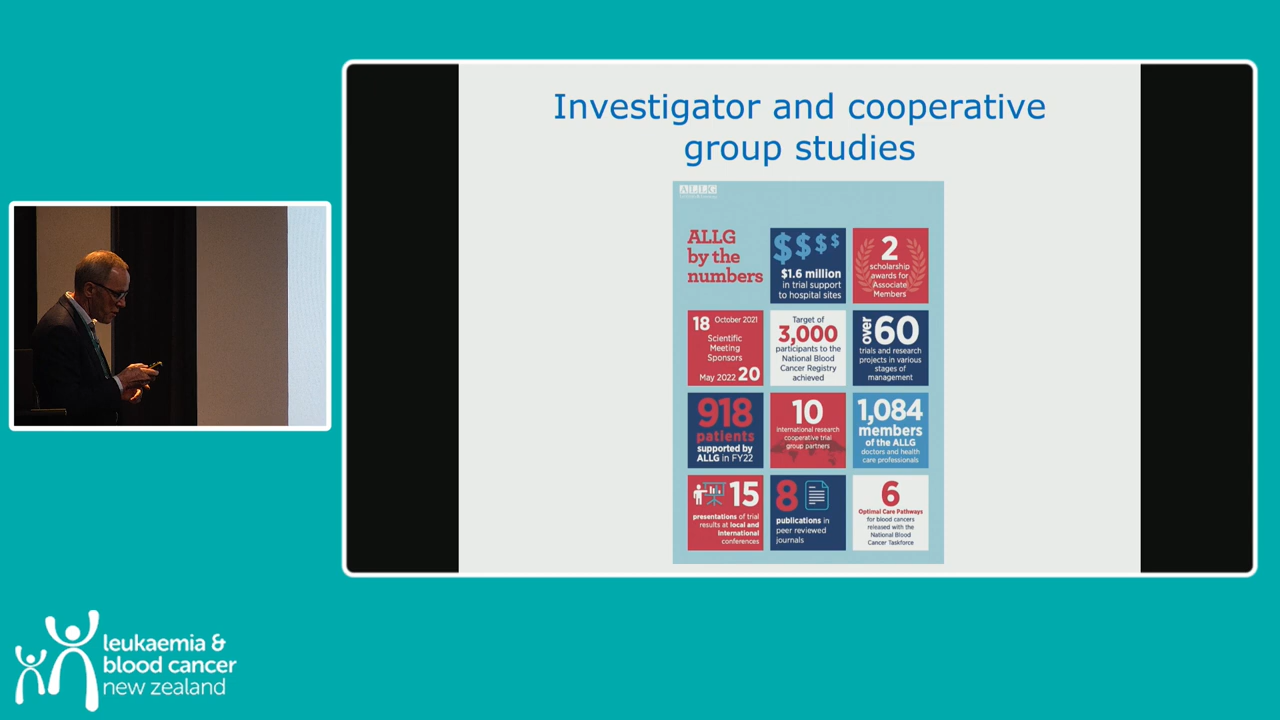 Investigator and cooperative
group studies
ALLG
ALLG
by the
numbers
$$$$
$1.6 million
in trial support
to hospital sites
2
scholarship
awards for
Associate
Members
18 October 2021
Scientific
Meeting
Sponsors
May 2022 20
Target of
3,000
participants to the
National Blood
Cancer Registry
achieved
over 60
trials and research
projects in various
stages of
management
918
patients
supported by
ALLG in FY22
10
international research
cooperative trial
group partners
1,084
members
of the ALLG
doctors and health
care professionals
15
presentations of trial
results at local and
International
conferences
8
publications in
peer reviewed
journals
6
Optimal Care Pathways
for blood cancers
released with the
National Blood
Cancer Taskforce
leukaemia &
blood cancer
new zealand